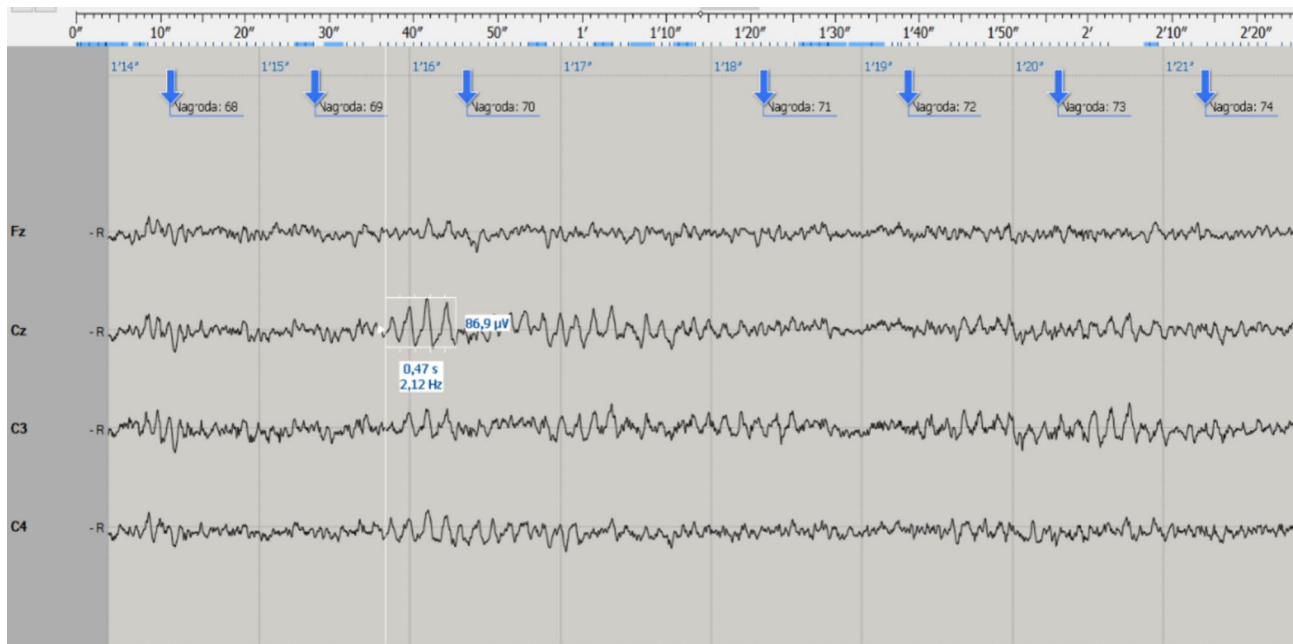 0" 10" 20" 30" 40" 50" 1' 1'10" 1'20" 1'30" 1'40" 1'50" 2' 2'10" 2'20"
1'14" 1'15" 1'16" 1'17" 1'18" 1'19" 1'20" 1'21"
Nagroda: 68 Nagroda: 69 Nagroda: 70 Nagroda: 71 Nagroda: 72 Nagroda: 73 Nagroda: 74
Fz - R
Cz - R
86,9 µV
0,47 s
2,12 Hz
C3 - R
C4 - R